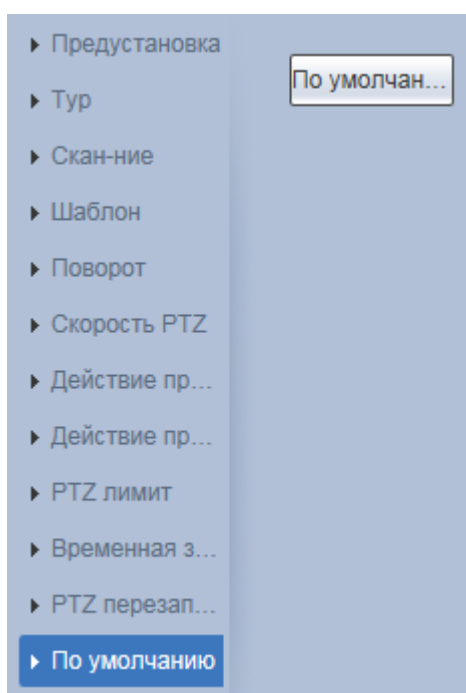 Предустановка
По умолчан...
Тур
Скан-ние
Шаблон
Поворот
Скорость PTZ
Действие пр...
Действие пр...
PTZ лимит
Временная з...
PTZ перезап...
По умолчанию